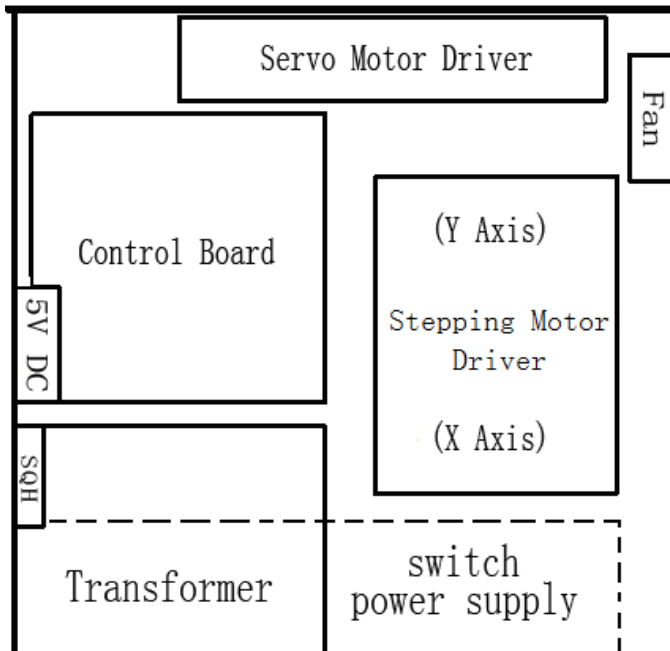 Servo Motor Driver
Fan
Control Board
(Y Axis)
Stepping Motor
Driver
(X Axis)
5V DC
SQH
Transformer
switch
power supply